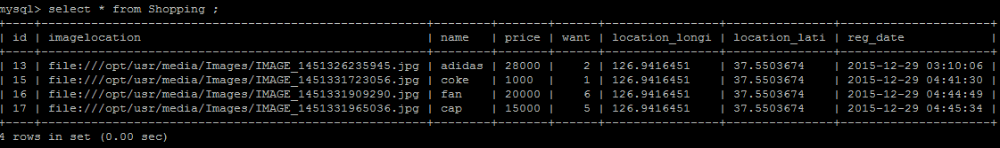 mysql> select * from Shopping ;
+----+----------------------------------------------------+--------+-------+------+----------------+---------------+---------------------+
| id | imagelocation | name | price | want | location_longi | location_lati | reg_date |
+----+----------------------------------------------------+--------+-------+------+----------------+---------------+---------------------+
| 13 | file:///opt/usr/media/Images/IMAGE_1451326235945.jpg | adidas | 28000 | 2 | 126.9416451 | 37.5503674 | 2015-12-29 03:10:06 |
| 15 | file:///opt/usr/media/Images/IMAGE_1451331723056.jpg | coke | 1000 | 1 | 126.9416451 | 37.5503674 | 2015-12-29 04:41:30 |
| 16 | file:///opt/usr/media/Images/IMAGE_1451331909290.jpg | fan | 20000 | 6 | 126.9416451 | 37.5503674 | 2015-12-29 04:44:49 |
| 17 | file:///opt/usr/media/Images/IMAGE_1451331965036.jpg | cap | 15000 | 5 | 126.9416451 | 37.5503674 | 2015-12-29 04:45:34 |
+----+----------------------------------------------------+--------+-------+------+----------------+---------------+---------------------+
4 rows in set (0.00 sec)